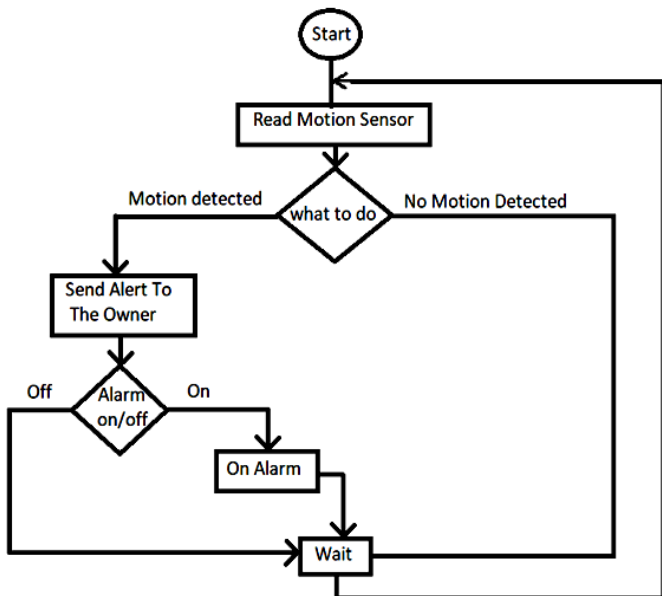 Start
Read Motion Sensor
Motion detected
what to do
No Motion Detected
Send Alert To
The Owner
Off
Alarm
on/off
On
On Alarm
Wait